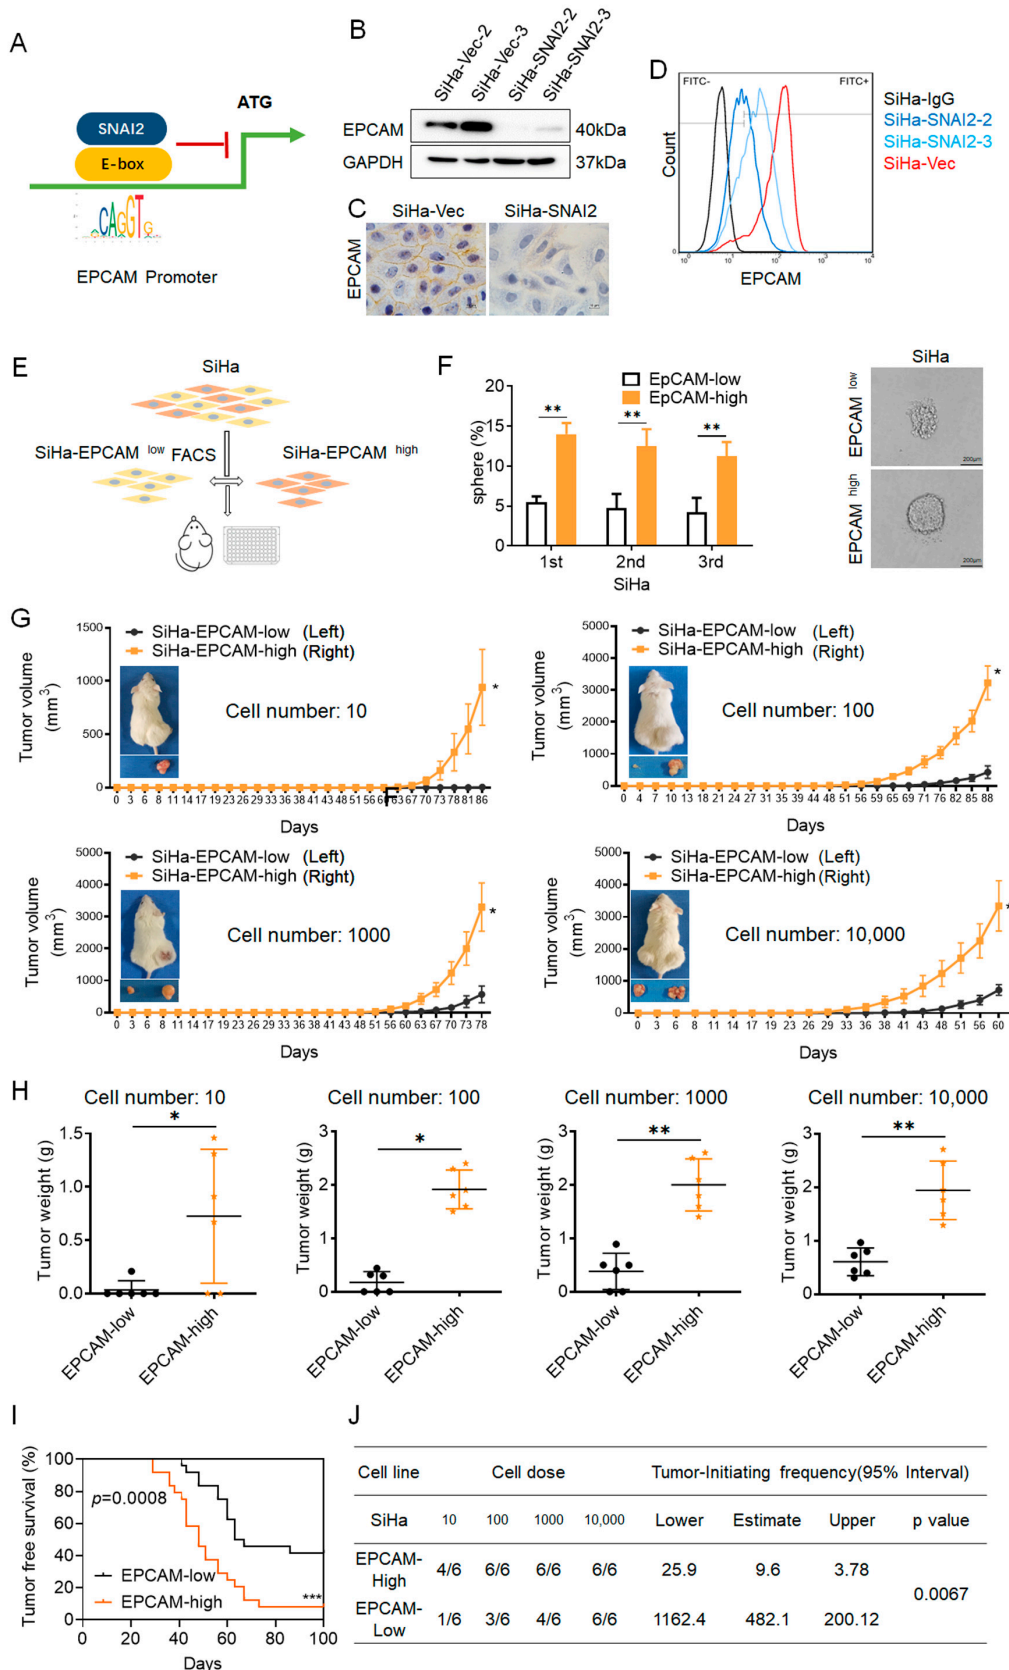 A
SNAI2
E-box
ATG
CAGGTG
EPCAM Promoter
B
SiHa-Vec-2
SiHa-Vec-3
SiHa-SNAI2-2
SiHa-SNAI2-3
EPCAM
40kDa
GAPDH
37kDa
C
SiHa-Vec
SiHa-SNAI2
EPCAM
D
FITC-
FITC+
Count
10⁰
10¹
10²
10³
10⁴
EPCAM
SiHa-IgG
SiHa-SNAI2-2
SiHa-SNAI2-3
SiHa-Vec
E
SiHa
SiHa-EPCAM low
FACS
SiHa-EPCAM high
F
EpCAM-low
EpCAM-high
sphere (%)
20
15
10
5
0
**
**
**
1st
2nd
3rd
SiHa
SiHa
EPCAM low
200μm
EPCAM high
200μm
G
SiHa-EPCAM-low (Left)
SiHa-EPCAM-high (Right)
Cell number: 10
Tumor volume
(mm³)
1500
1000
500
0
*
F
0 3 6 8 11 14 17 19 23 26 29 33 36 38 41 43 48 51 56 6 63 67 70 73 78 81 86
Days
SiHa-EPCAM-low (Left)
SiHa-EPCAM-high (Right)
Cell number: 100
Tumor volume
(mm³)
5000
4000
3000
2000
1000
0
*
0 4 7 10 13 18 21 24 27 31 35 39 42 45 48 51 56 59 65 69 71 76 82 85 88
Days
SiHa-EPCAM-low (Left)
SiHa-EPCAM-high (Right)
Cell number: 1000
Tumor volume
(mm³)
5000
4000
3000
2000
1000
0
*
0 3 6 8 11 14 17 19 23 26 29 33 36 38 41 43 48 51 56 60 63 67 70 73 78
Days
SiHa-EPCAM-low (Left)
SiHa-EPCAM-high (Right)
Cell number: 10,000
Tumor volume
(mm³)
5000
4000
3000
2000
1000
0
*
0 3 6 8 11 14 17 19 23 26 29 33 36 38 41 43 48 51 56 60
Days
H
Cell number: 10
*
Tumor weight (g)
1.5
1.0
0.5
0.0
EPCAM-low
EPCAM-high
Cell number: 100
*
Tumor weight (g)
3
2
1
0
EPCAM-low
EPCAM-high
Cell number: 1000
**
Tumor weight (g)
3
2
1
0
EPCAM-low
EPCAM-high
Cell number: 10,000
**
Tumor weight (g)
3
2
1
0
EPCAM-low
EPCAM-high
I
Tumor free survival (%)
100
80
60
40
20
0
p=0.0008
EPCAM-low
EPCAM-high
***
0 20 40 60 80 100
Days
J
Cell line Cell dose Tumor-Initiating frequency(95% Interval)
SiHa 10 100 1000 10,000 Lower Estimate Upper p value
EPCAM-High 4/6 6/6 6/6 6/6 25.9 9.6 3.78
0.0067
EPCAM-Low 1/6 3/6 4/6 6/6 1162.4 482.1 200.12